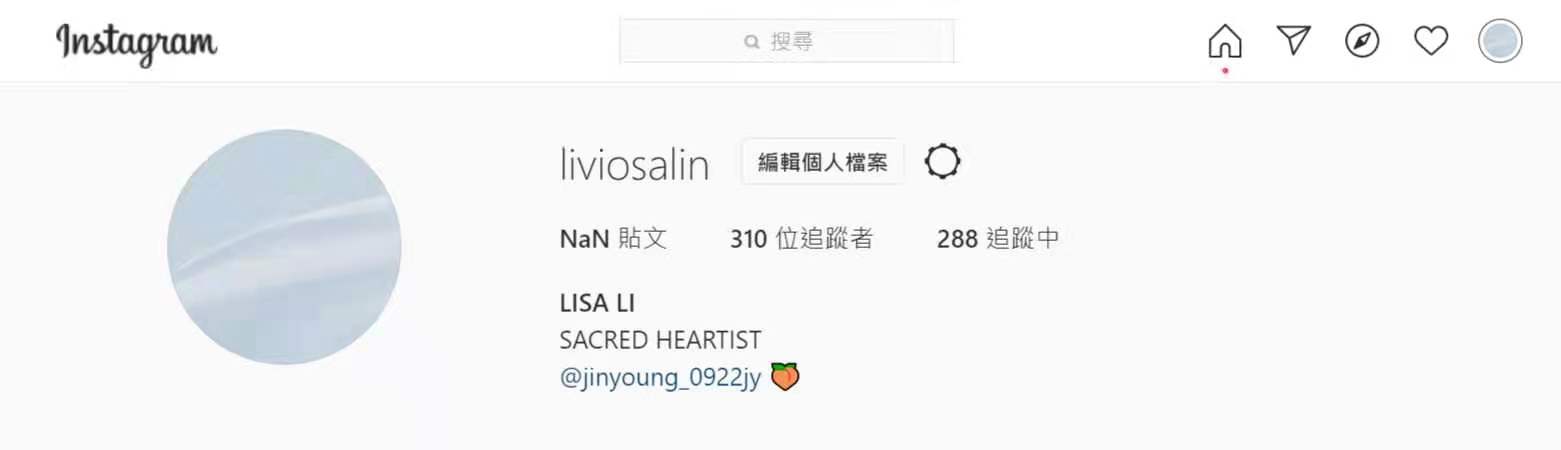 Instagram
搜尋
liviosalin 編輯個人檔案
NaN 貼文 310 位追蹤者 288 追蹤中
LISA LI
SACRED HEARTIST
@jinyoung_0922jy 🍑